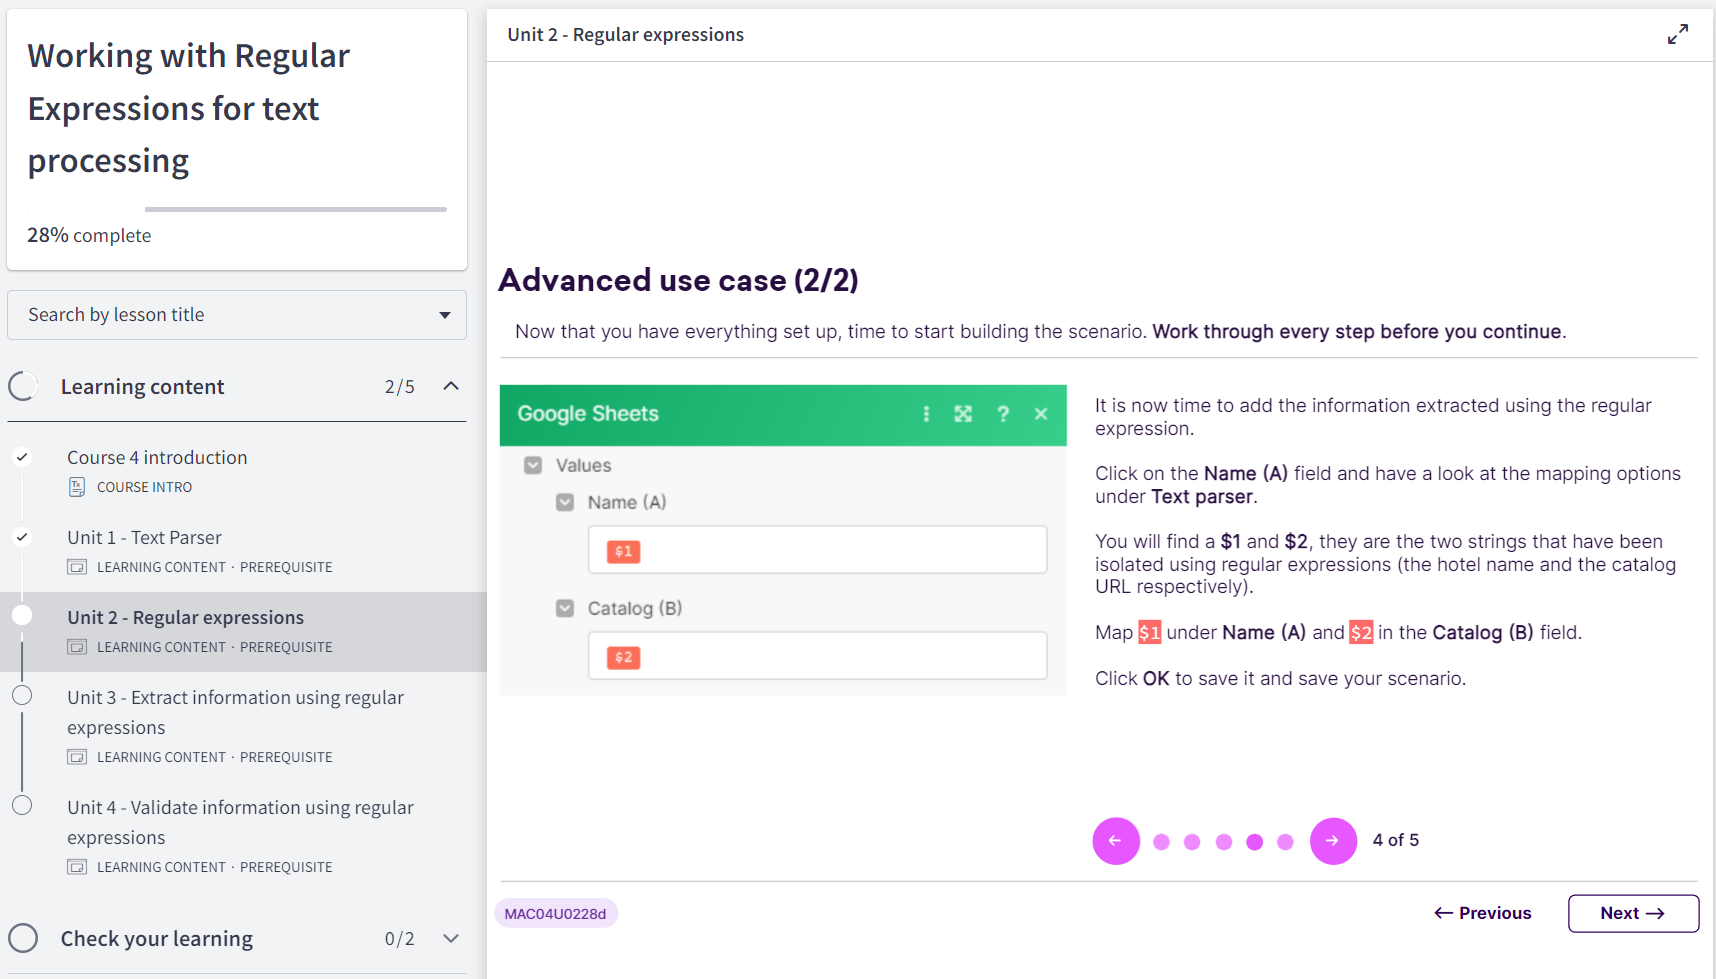 Working with Regular
Expressions for text
processing
28% complete
Search by lesson title
Learning content 2/5
Course 4 introduction
COURSE INTRO
Unit 1 - Text Parser
LEARNING CONTENT · PREREQUISITE
Unit 2 - Regular expressions
LEARNING CONTENT · PREREQUISITE
Unit 3 - Extract information using regular
expressions
LEARNING CONTENT · PREREQUISITE
Unit 4 - Validate information using regular
expressions
LEARNING CONTENT · PREREQUISITE
Check your learning 0/2
Unit 2 - Regular expressions
Advanced use case (2/2)
Now that you have everything set up, time to start building the scenario. Work through every step before you continue.
Google Sheets
Values
Name (A)
$1
Catalog (B)
$2
It is now time to add the information extracted using the regular
expression.
Click on the Name (A) field and have a look at the mapping options
under Text parser.
You will find a $1 and $2, they are the two strings that have been
isolated using regular expressions (the hotel name and the catalog
URL respectively).
Map $1 under Name (A) and $2 in the Catalog (B) field.
Click OK to save it and save your scenario.
4 of 5
MAC04U0228d
← Previous
Next →